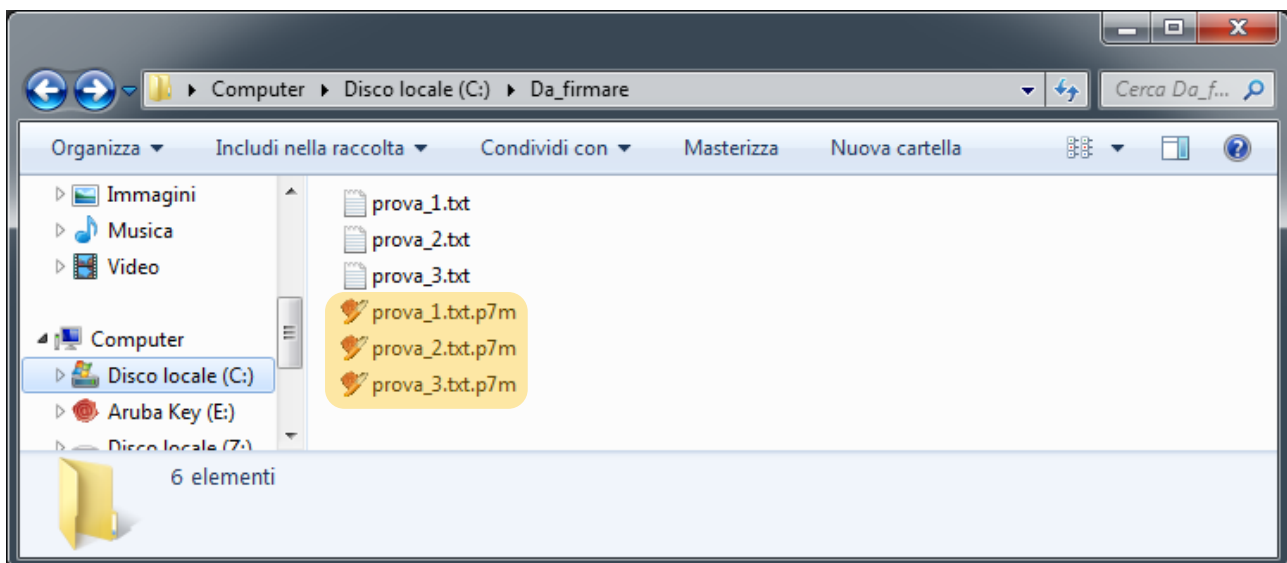 Computer Disco locale (C:) Da_firmare Cerca Da_f...
Organizza Includi nella raccolta Condividi con Masterizza Nuova cartella
Immagini
Musica
Video
Computer
Disco locale (C:)
Aruba Key (E:)
Disco locale (Z:)
prova_1.txt
prova_2.txt
prova_3.txt
prova_1.txt.p7m
prova_2.txt.p7m
prova_3.txt.p7m
6 elementi